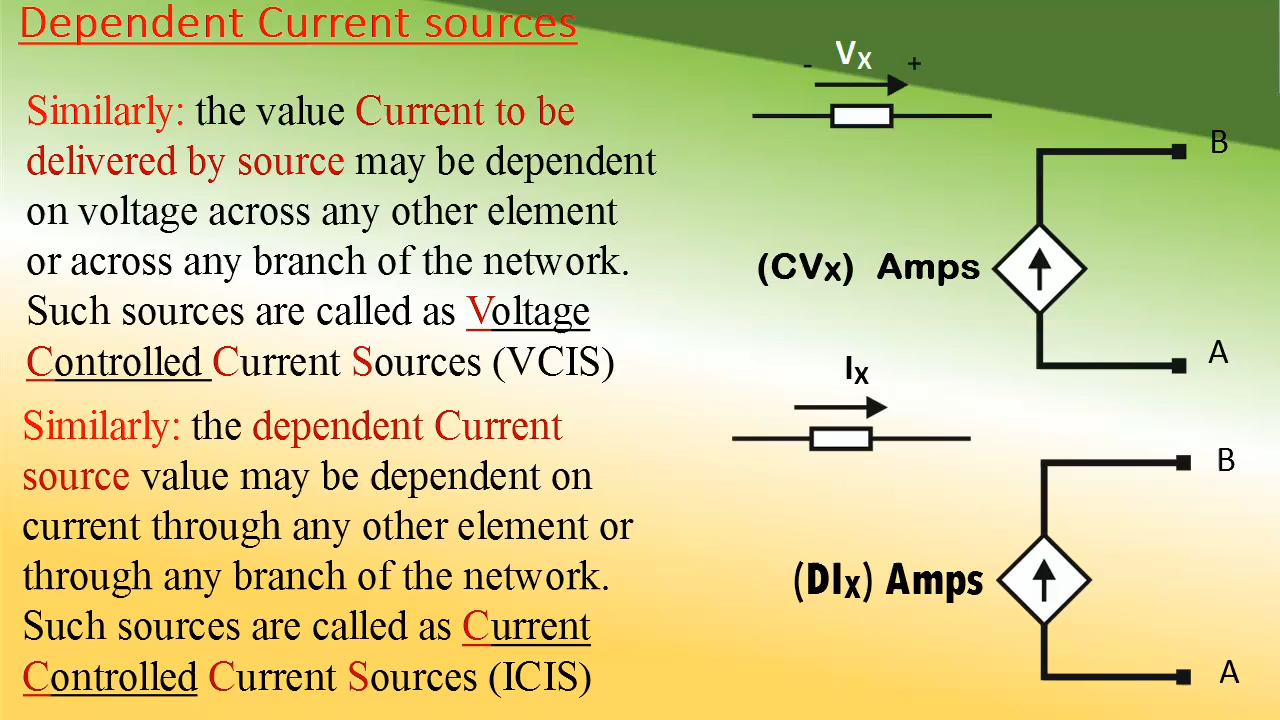 Dependent Current sources
Similarly: the value Current to be
delivered by source may be dependent
on voltage across any other element
or across any branch of the network.
Such sources are called as Voltage
Controlled Current Sources (VCIS)
Similarly: the dependent Current
source value may be dependent on
current through any other element or
through any branch of the network.
Such sources are called as Current
Controlled Current Sources (ICIS)
- Vx +
B
(CVx) Amps
A
Ix
B
(DIx) Amps
A